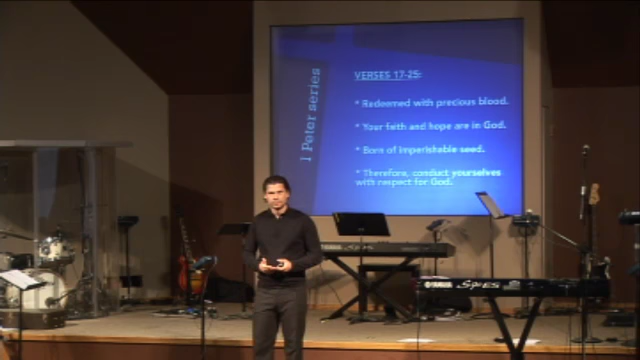 1 Peter series
VERSES 17-25:
* Redeemed with precious blood.
* Your faith and hope are in God.
* Born of imperishable seed.
* Therefore, conduct yourselves
with respect for God.
YAMAHA